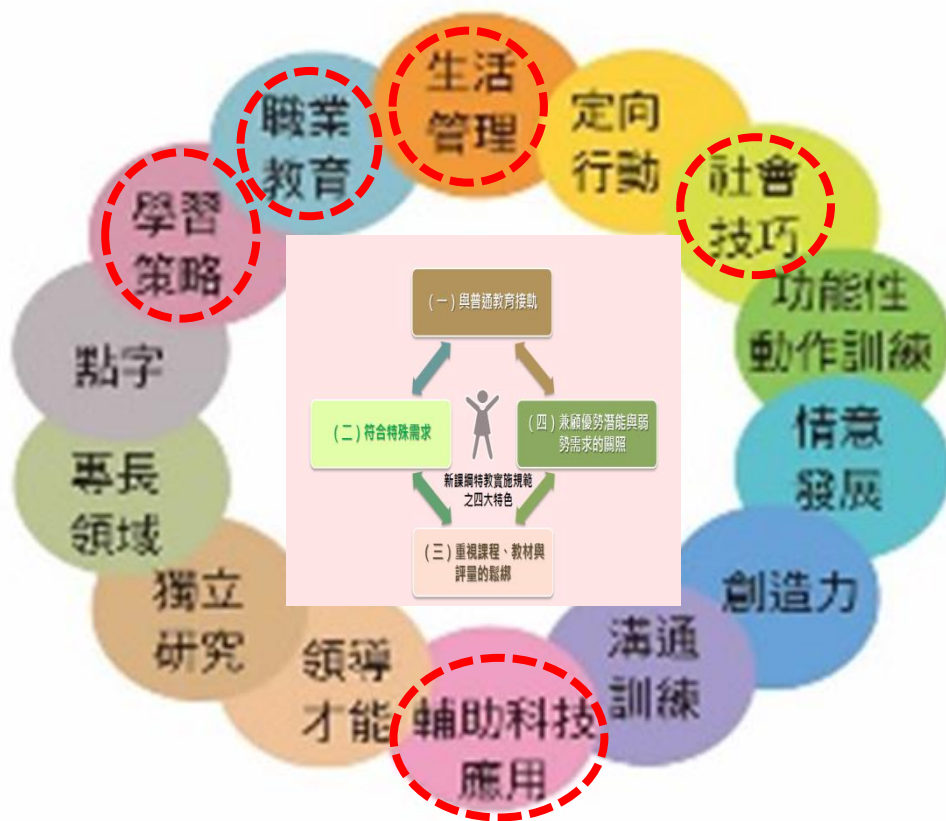 生活
管理
定向
行動
社會
技巧
功能性
動作訓練
情意
發展
創造力
溝通
訓練
輔助科技
應用
領導
才能
獨立
研究
專長
領域
點字
學習
策略
職業
教育
(一)與普通教育接軌
(二)符合特殊需求
(四)兼顧優勢潛能與弱
勢需求的關照
新課綱特教實施規範
之四大特色
(三)重視課程、教材與
評量的鬆綁